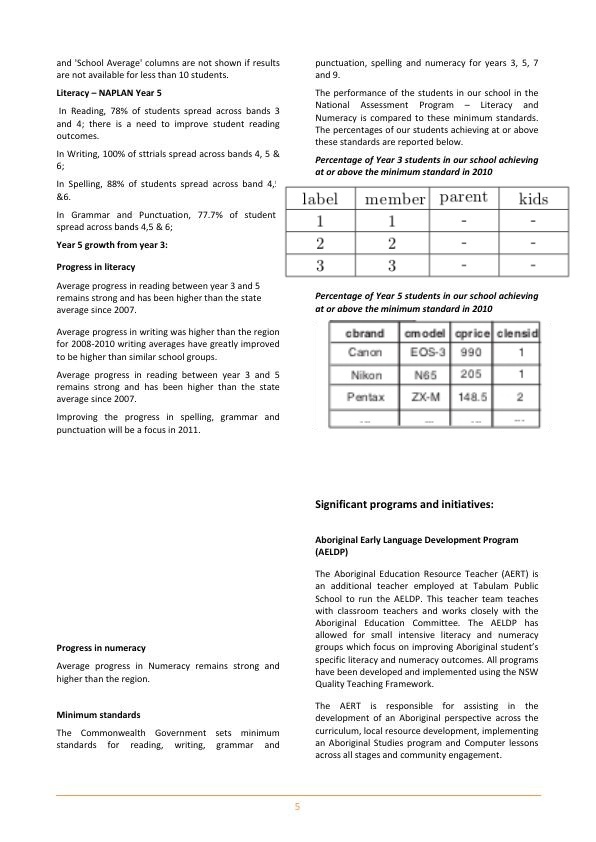 and 'School Average' columns are not shown if results
are not available for less than 10 students.
Literacy – NAPLAN Year 5
In Reading, 78% of students spread across bands 3
and 4; there is a need to improve student reading
outcomes.
In Writing, 100% of sttrials spread across bands 4, 5 &
6;
In Spelling, 88% of students spread across band 4,
&6.
In Grammar and Punctuation, 77.7% of student
spread across bands 4,5 & 6;
Year 5 growth from year 3:
Progress in literacy
Average progress in reading between year 3 and 5
remains strong and has been higher than the state
average since 2007.
Average progress in writing was higher than the region
for 2008-2010 writing averages have greatly improved
to be higher than similar school groups.
Average progress in reading between year 3 and 5
remains strong and has been higher than the state
average since 2007.
Improving the progress in spelling, grammar and
punctuation will be a focus in 2011.
Progress in numeracy
Average progress in Numeracy remains strong and
higher than the region.
Minimum standards
The Commonwealth Government sets minimum
standards for reading, writing, grammar and
punctuation, spelling and numeracy for years 3, 5, 7
and 9.
The performance of the students in our school in the
National Assessment Program – Literacy and
Numeracy is compared to these minimum standards.
The percentages of our students achieving at or above
these standards are reported below.
Percentage of Year 3 students in our school achieving
at or above the minimum standard in 2010
label member parent kids
1 1 - -
2 2 - -
3 3 - -
Percentage of Year 5 students in our school achieving
at or above the minimum standard in 2010
cbrand cmodel cprice clensid
Canon EOS-3 990 1
Nikon N65 205 1
Pentax ZX-M 148.5 2
... ... ... ...
Significant programs and initiatives:
Aboriginal Early Language Development Program
(AELDP)
The Aboriginal Education Resource Teacher (AERT) is
an additional teacher employed at Tabulam Public
School to run the AELDP. This teacher team teaches
with classroom teachers and works closely with the
Aboriginal Education Committee. The AELDP has
allowed for small intensive literacy and numeracy
groups which focus on improving Aboriginal student's
specific literacy and numeracy outcomes. All programs
have been developed and implemented using the NSW
Quality Teaching Framework.
The AERT is responsible for assisting in the
development of an Aboriginal perspective across the
curriculum, local resource development, implementing
an Aboriginal Studies program and Computer lessons
across all stages and community engagement.
5